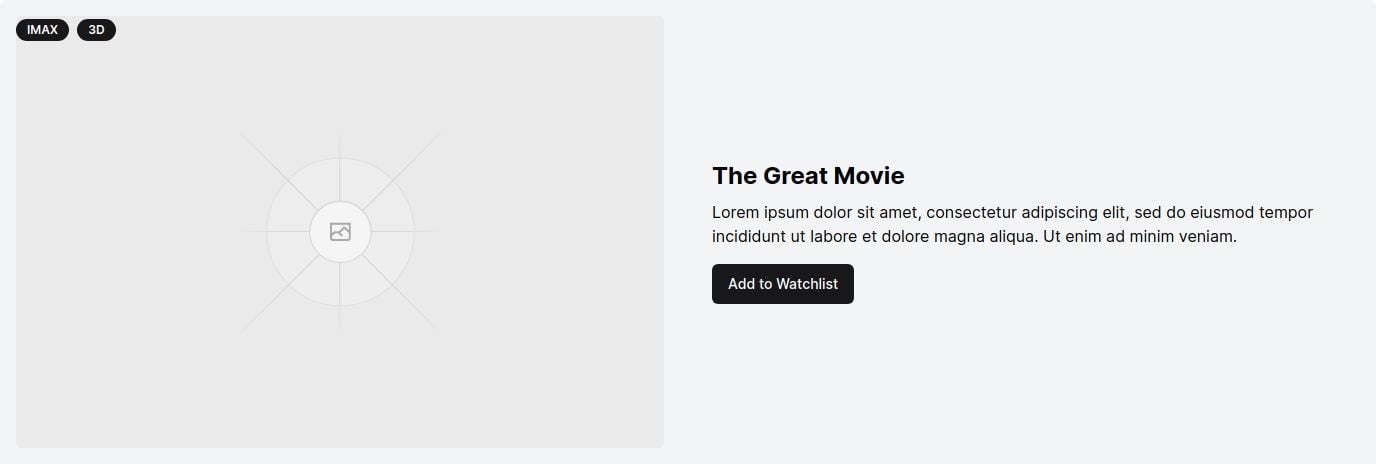 IMAX 3D
The Great Movie
Lorem ipsum dolor sit amet, consectetur adipiscing elit, sed do eiusmod tempor
incididunt ut labore et dolore magna aliqua. Ut enim ad minim veniam.
Add to Watchlist